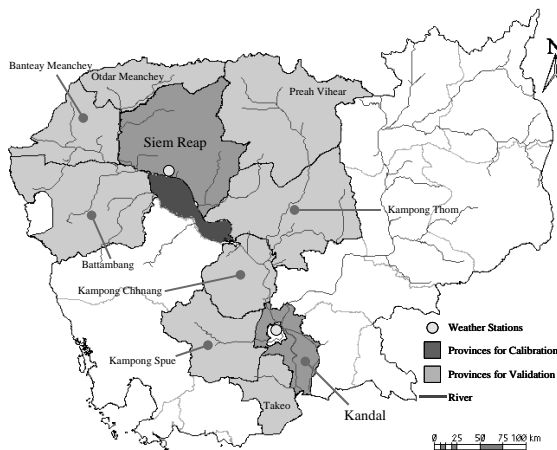 N
Banteay Meanchey
Otdar Meanchey
Preah Vihear
Siem Reap
Kampong Thom
Battambang
Kampong Chhnang
Weather Stations
Provinces for Calibration
Kampong Spue
Provinces for Validation
River
Takeo
Kandal
0 10 25 50 75 100 km